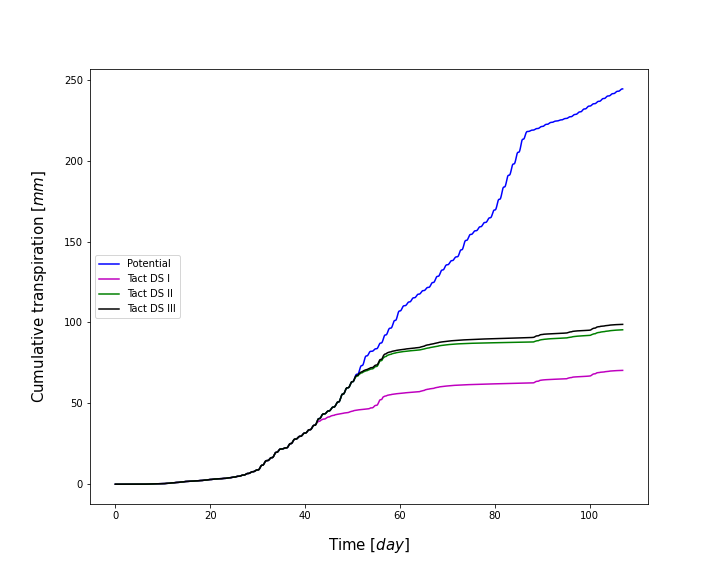 250
200
150
100
50
0
Cumulative transpiration [mm]
Potential
Tact DS I
Tact DS II
Tact DS III
0 20 40 60 80 100
Time [day]